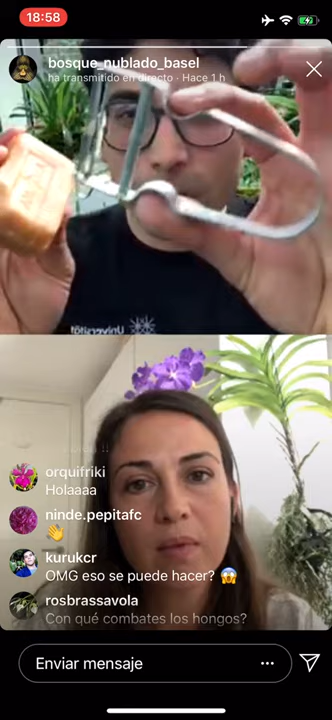 18:58
bosque_nublado_basel
ha transmitido en directo · Hace 1 h
orquifriki
Holaaaa
ninde.pepitafc
👋
kurukcr
OMG eso se puede hacer? 😱
rosbrassavola
Con qué combates los hongos?
Enviar mensaje